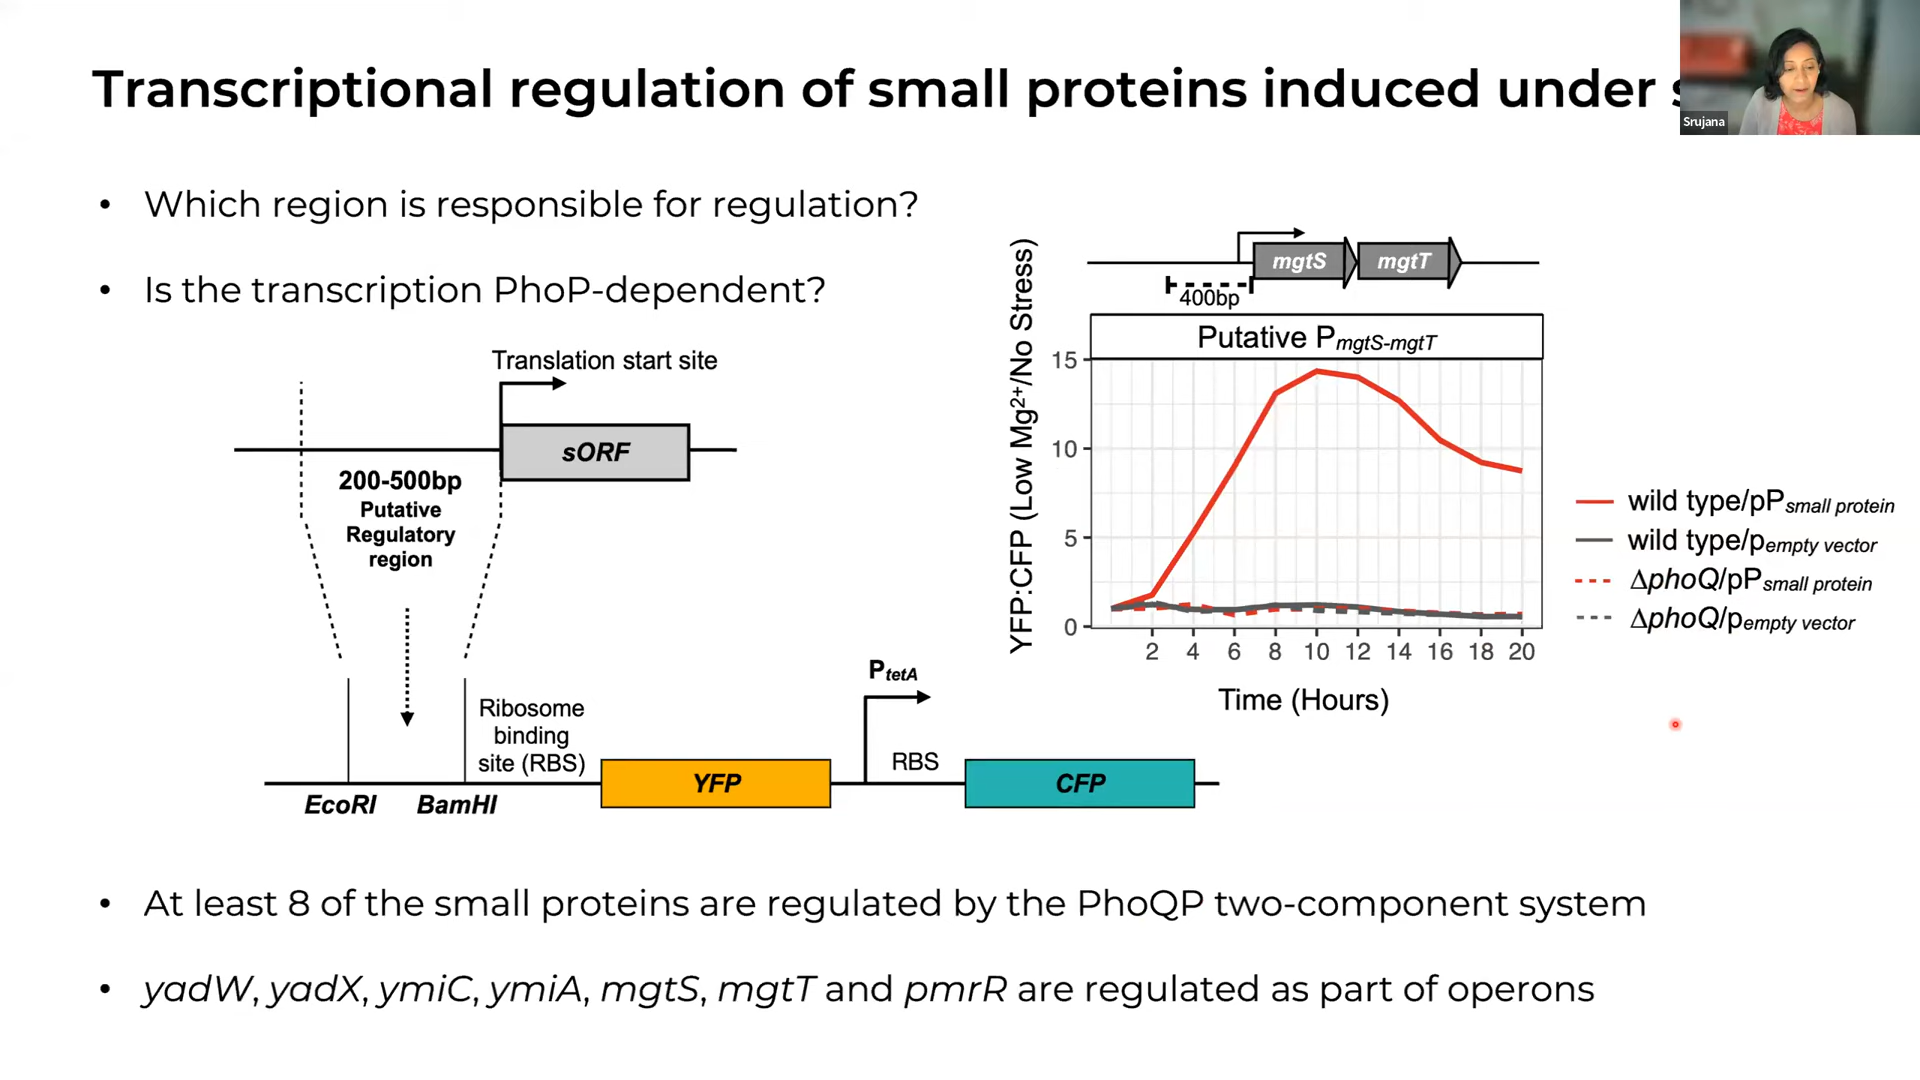 Transcriptional regulation of small proteins induced under
Srujana
• Which region is responsible for regulation?
• Is the transcription PhoP-dependent?
Translation start site
sORF
200-500bp
Putative
Regulatory
region
Ribosome
binding
site (RBS)
EcoRI
BamHI
YFP
PtetA
RBS
CFP
mgtS
mgtT
400bp
Putative PmgtS-mgtT
YFP:CFP (Low Mg²⁺/No Stress)
15
10
5
0
2 4 6 8 10 12 14 16 18 20
Time (Hours)
wild type/pPsmall protein
wild type/pempty vector
ΔphoQ/pPsmall protein
ΔphoQ/pempty vector
• At least 8 of the small proteins are regulated by the PhoQP two-component system
• yadW, yadX, ymiC, ymiA, mgtS, mgtT and pmrR are regulated as part of operons